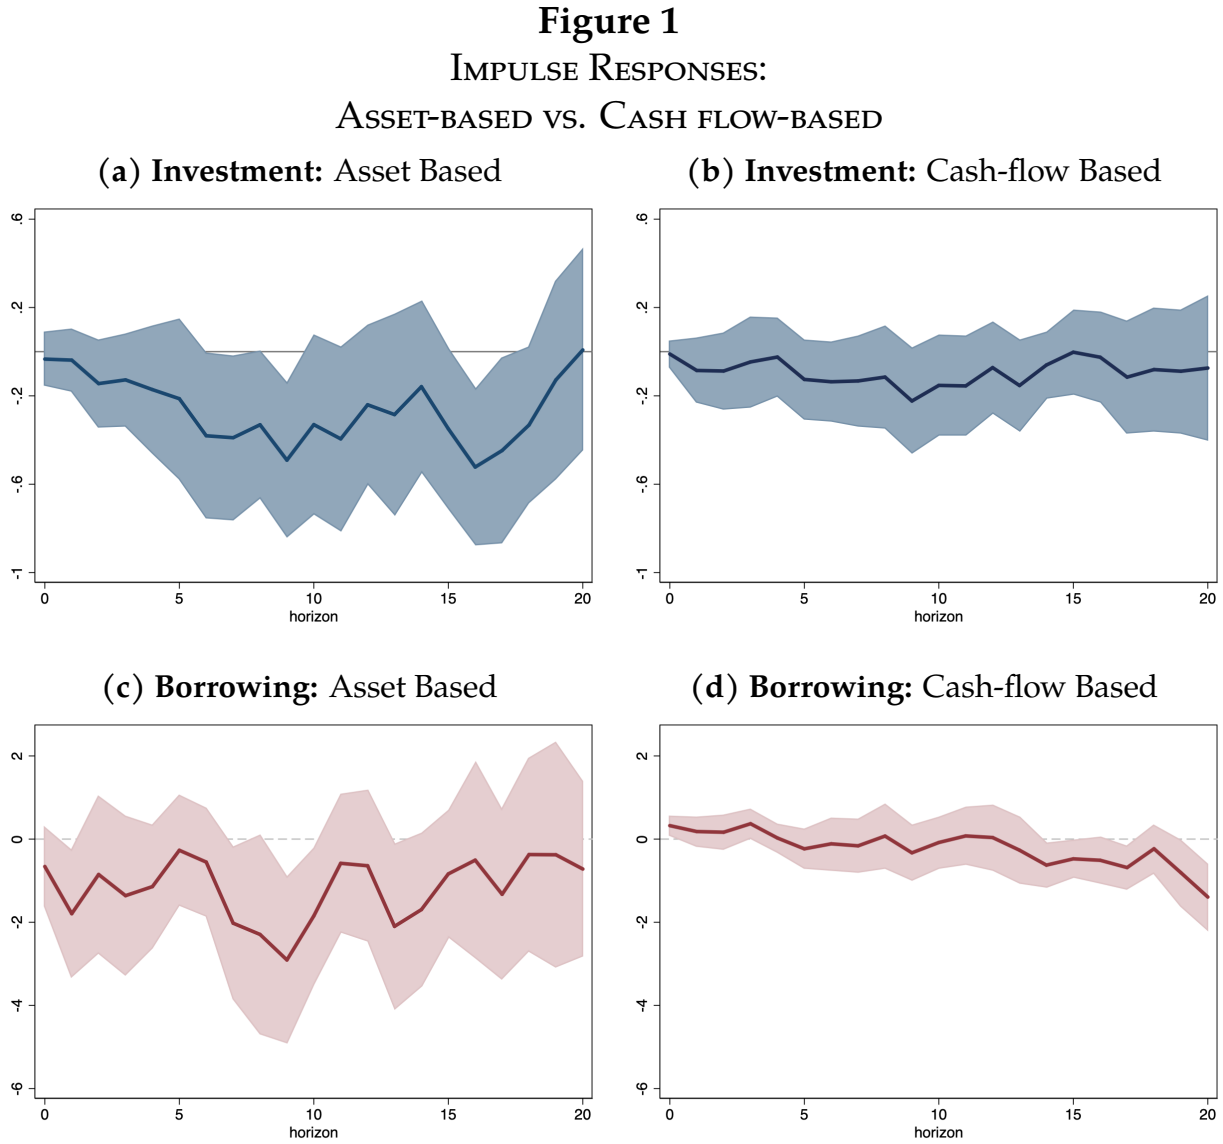 Figure 1
IMPULSE RESPONSES:
ASSET-BASED VS. CASH FLOW-BASED
(a) Investment: Asset Based
(b) Investment: Cash-flow Based
.6
.2
-.2
-.6
-1
0 5 10 15 20
horizon
.6
.2
-.2
-.6
-1
0 5 10 15 20
horizon
(c) Borrowing: Asset Based
(d) Borrowing: Cash-flow Based
2
0
-2
-4
-6
0 5 10 15 20
horizon
2
0
-2
-4
-6
0 5 10 15 20
horizon